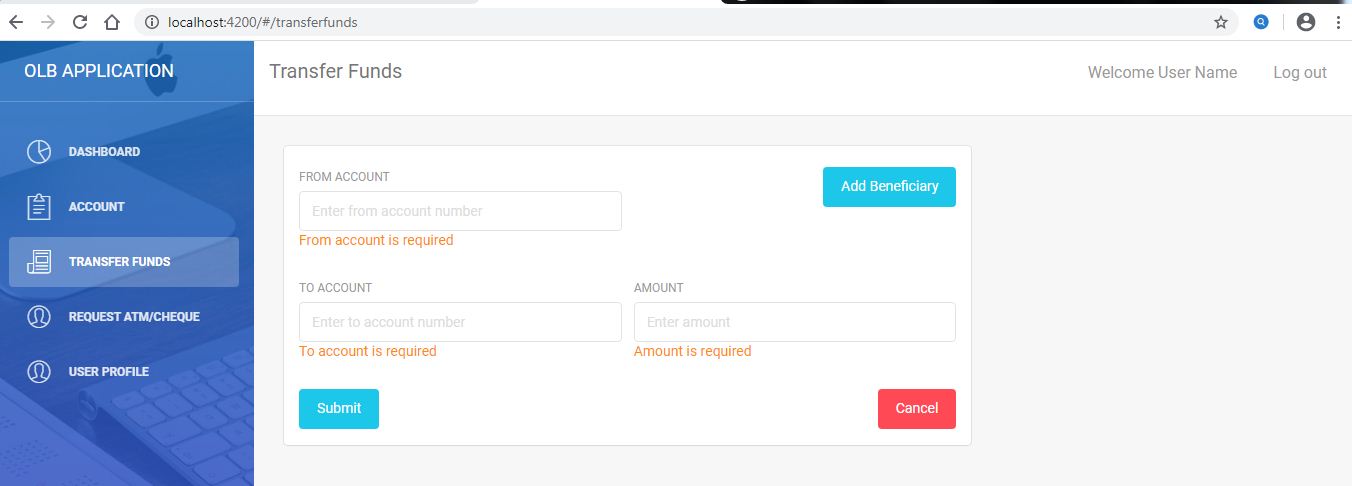 localhost:4200/#/transferfunds
OLB APPLICATION
Transfer Funds
Welcome User Name
Log out
DASHBOARD
ACCOUNT
TRANSFER FUNDS
REQUEST ATM/CHEQUE
USER PROFILE
FROM ACCOUNT
Add Beneficiary
Enter from account number
From account is required
TO ACCOUNT
AMOUNT
Enter to account number
Enter amount
To account is required
Amount is required
Submit
Cancel